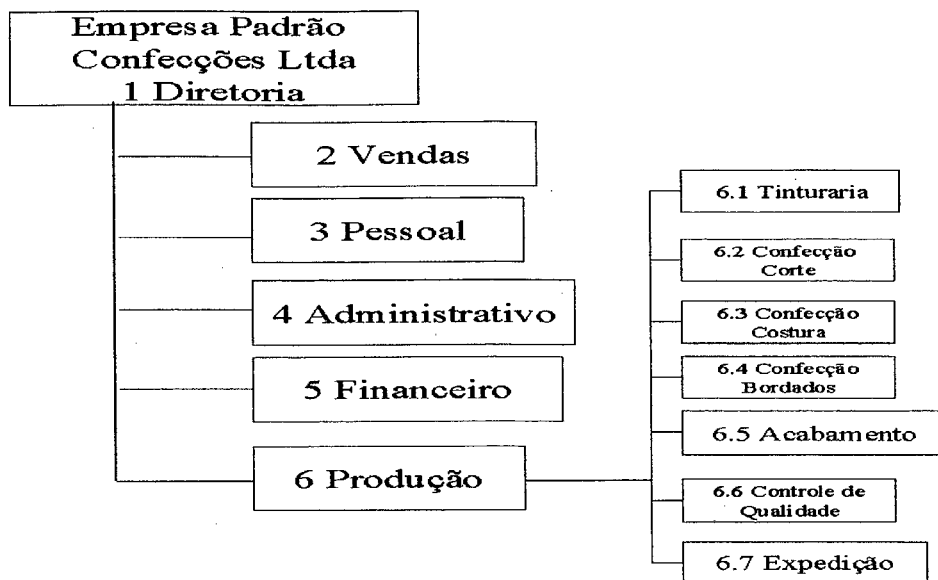 Empresa Padrão
Confecções Ltda
1 Diretoria
2 Vendas
3 Pessoal
4 Administrativo
5 Financeiro
6 Produção
6.1 Tinturaria
6.2 Confecção
Corte
6.3 Confecção
Costura
6.4 Confecção
Bordados
6.5 Acabamento
6.6 Controle de
Qualidade
6.7 Expedição